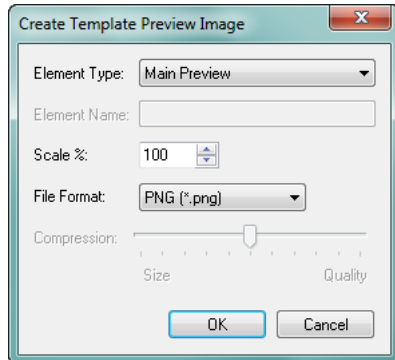 Create Template Preview Image
Element Type: Main Preview
Element Name:
Scale %: 100
File Format: PNG (*.png)
Compression:
Size Quality
OK Cancel